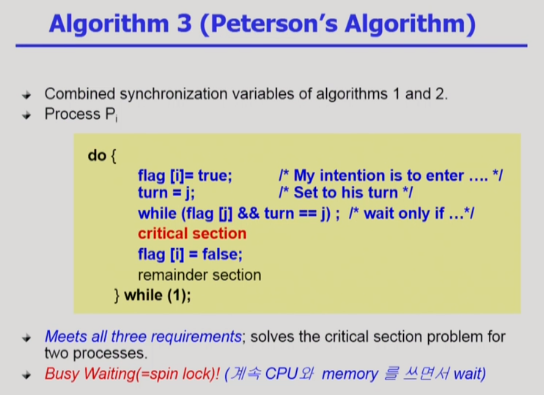 Algorithm 3 (Peterson's Algorithm)
Combined synchronization variables of algorithms 1 and 2.
Process Pi
do {
flag [i]= true; /* My intention is to enter .... */
turn = j; /* Set to his turn */
while (flag [j] && turn == j) ; /* wait only if ...*/
critical section
flag [i] = false;
remainder section
} while (1);
Meets all three requirements; solves the critical section problem for
two processes.
Busy Waiting(=spin lock)! (계속 CPU와 memory 를 쓰면서 wait)